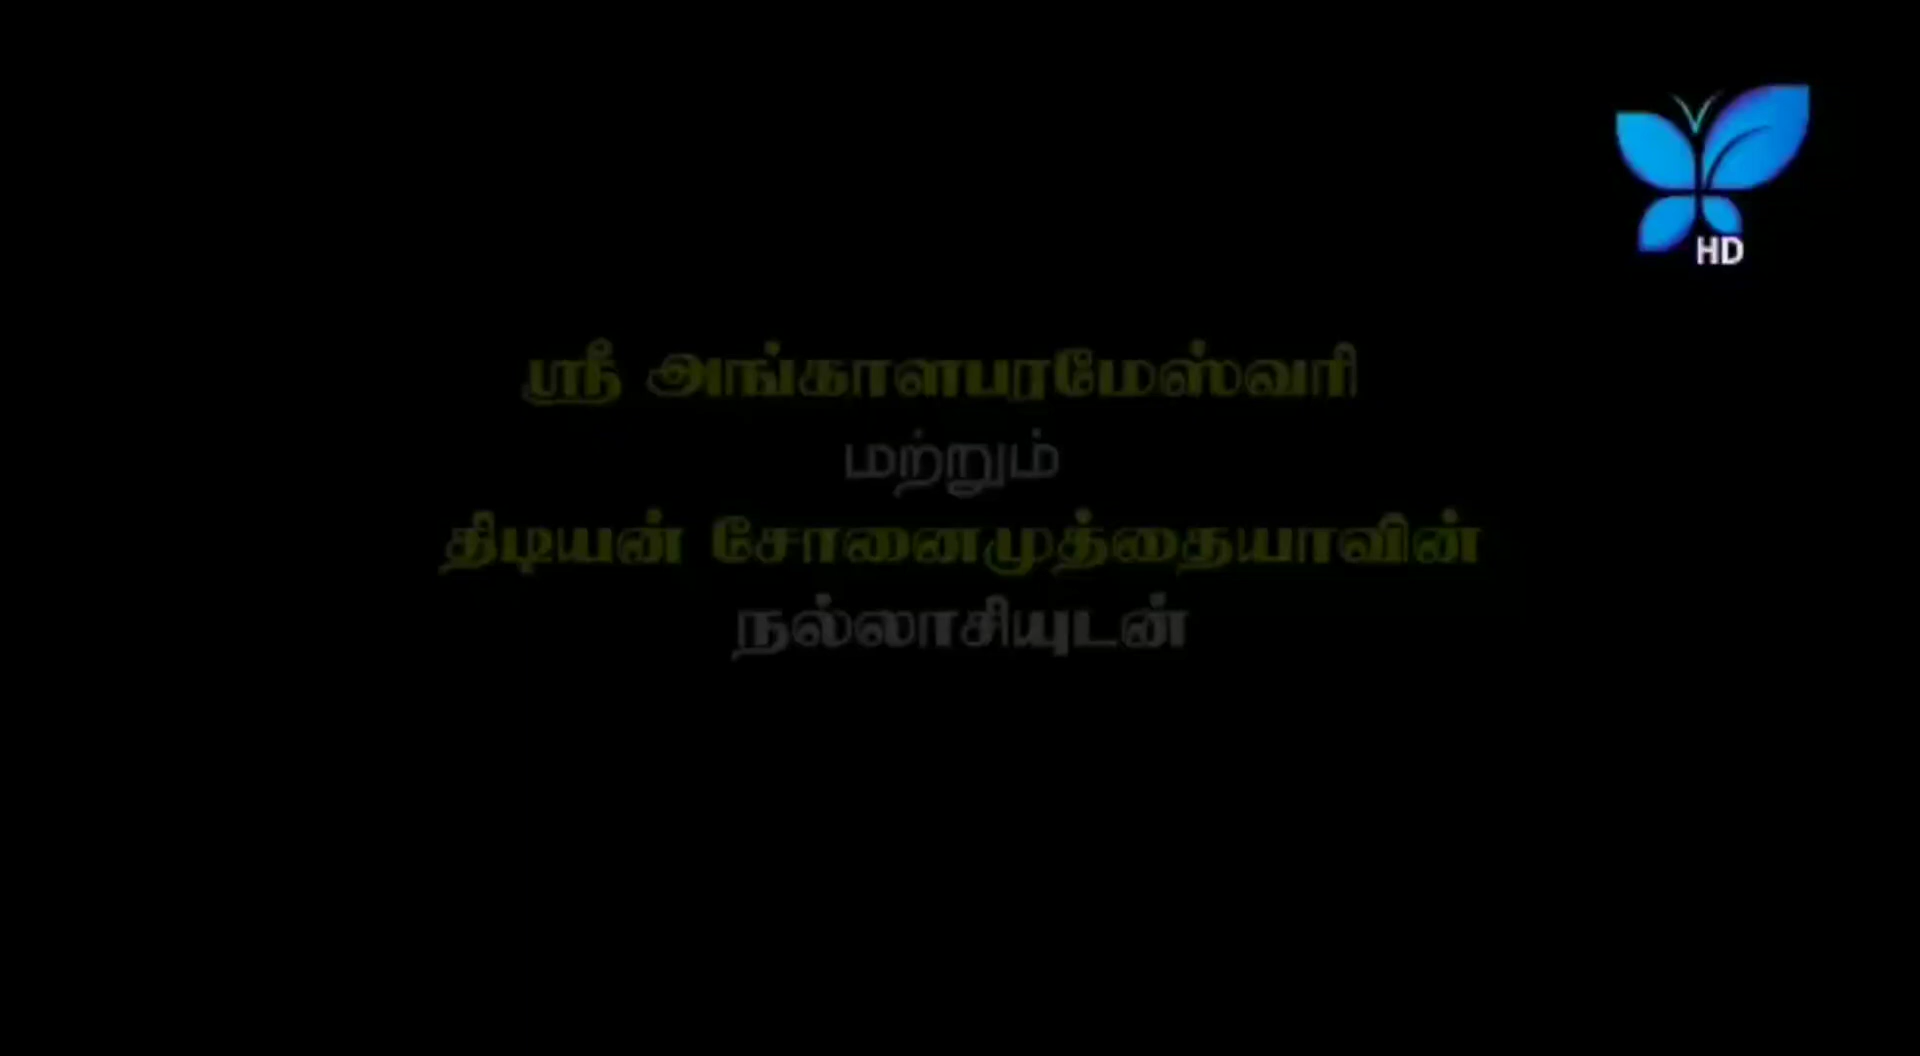 HD
ஸ்ரீ அங்காளபரமேஸ்வரி
மற்றும்
திடியன் சோனைமுத்தையாவின்
நல்லாசியுடன்